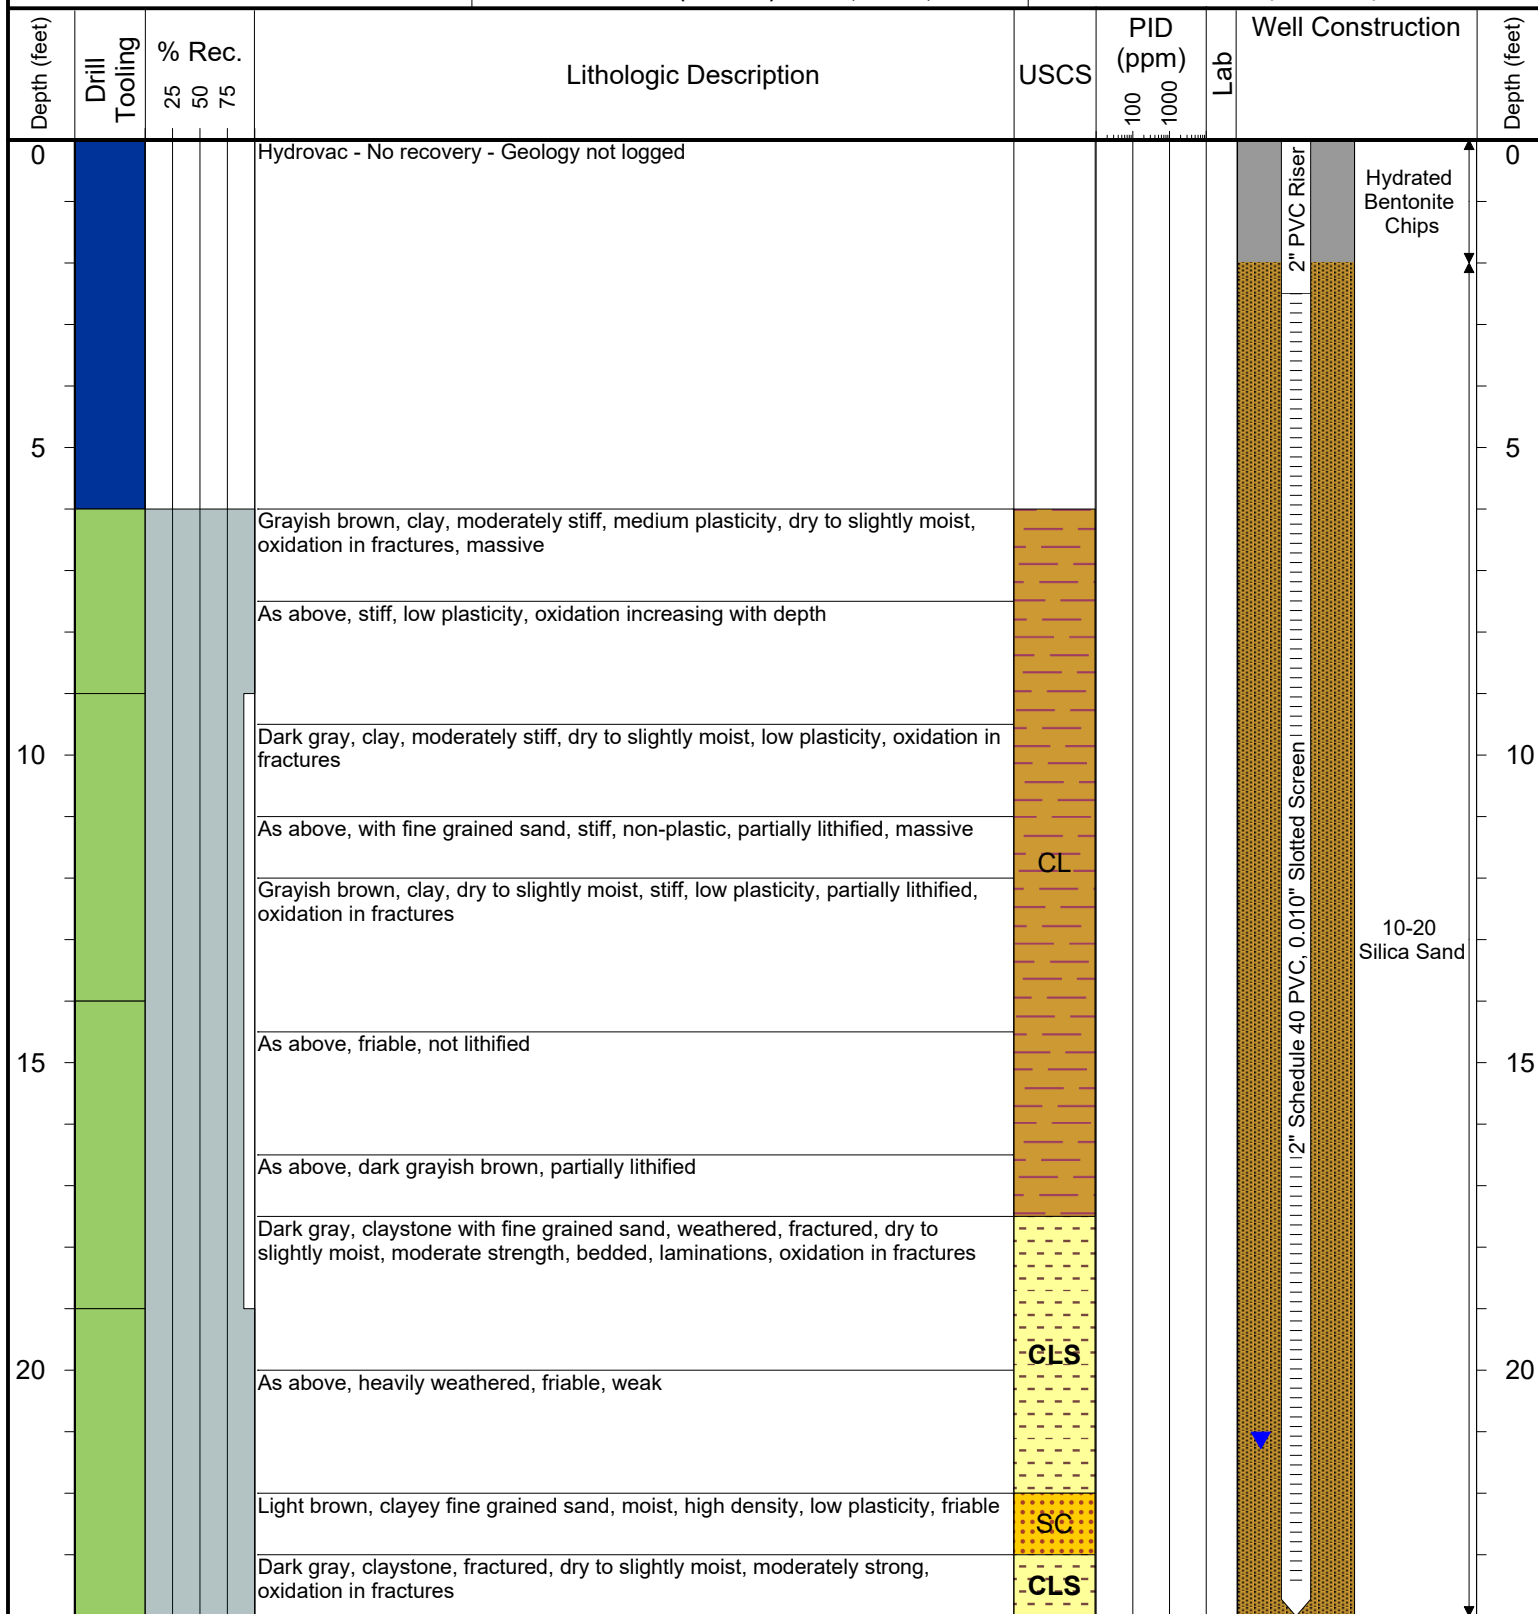 Depth (feet)
Drill
Tooling
% Rec.
25
50
75
Lithologic Description
USCS
PID
(ppm)
100
1000
Lab
Well Construction
Depth (feet)
0
Hydrovac - No recovery - Geology not logged
2" PVC Riser
Hydrated
Bentonite
Chips
0
5
5
Grayish brown, clay, moderately stiff, medium plasticity, dry to slightly moist,
oxidation in fractures, massive
As above, stiff, low plasticity, oxidation increasing with depth
Dark gray, clay, moderately stiff, dry to slightly moist, low plasticity, oxidation in
fractures
10
10
As above, with fine grained sand, stiff, non-plastic, partially lithified, massive
CL
Grayish brown, clay, dry to slightly moist, stiff, low plasticity, partially lithified,
oxidation in fractures
2" Schedule 40 PVC, 0.010" Slotted Screen
10-20
Silica Sand
As above, friable, not lithified
15
15
As above, dark grayish brown, partially lithified
Dark gray, claystone with fine grained sand, weathered, fractured, dry to
slightly moist, moderate strength, bedded, laminations, oxidation in fractures
CLS
20
20
As above, heavily weathered, friable, weak
Light brown, clayey fine grained sand, moist, high density, low plasticity, friable
SC
Dark gray, claystone, fractured, dry to slightly moist, moderately strong,
oxidation in fractures
CLS